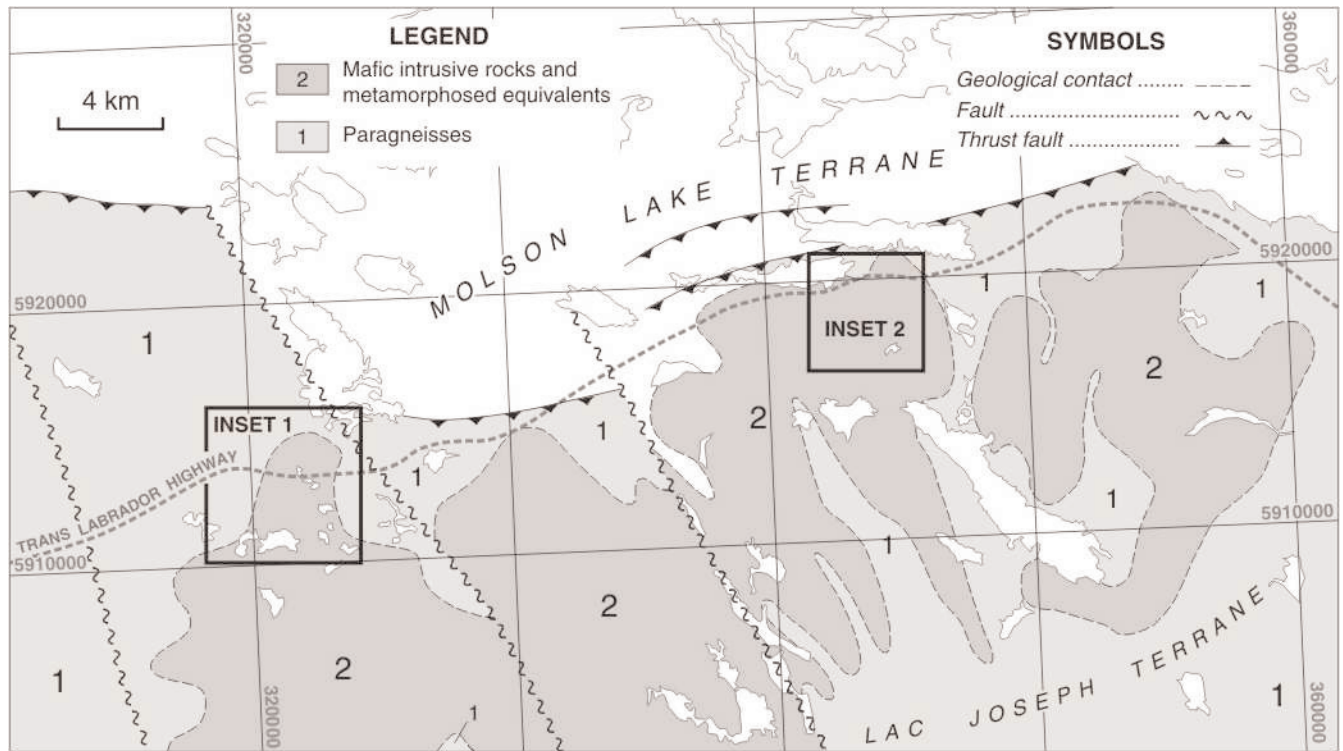 LEGEND
2 Mafic intrusive rocks and
metamorphosed equivalents
1 Paragneisses
SYMBOLS
Geological contact ........
Fault ..............................
Thrust fault ...................
4 km
320000
360000
MOLSON LAKE TERRANE
5920000
5920000
1
1
1
INSET 2
2
2
1
INSET 1
1
1
TRANS LABRADOR HIGHWAY
5910000
5910000
1
2
2
1
1
LAC JOSEPH TERRANE
320000
360000
1